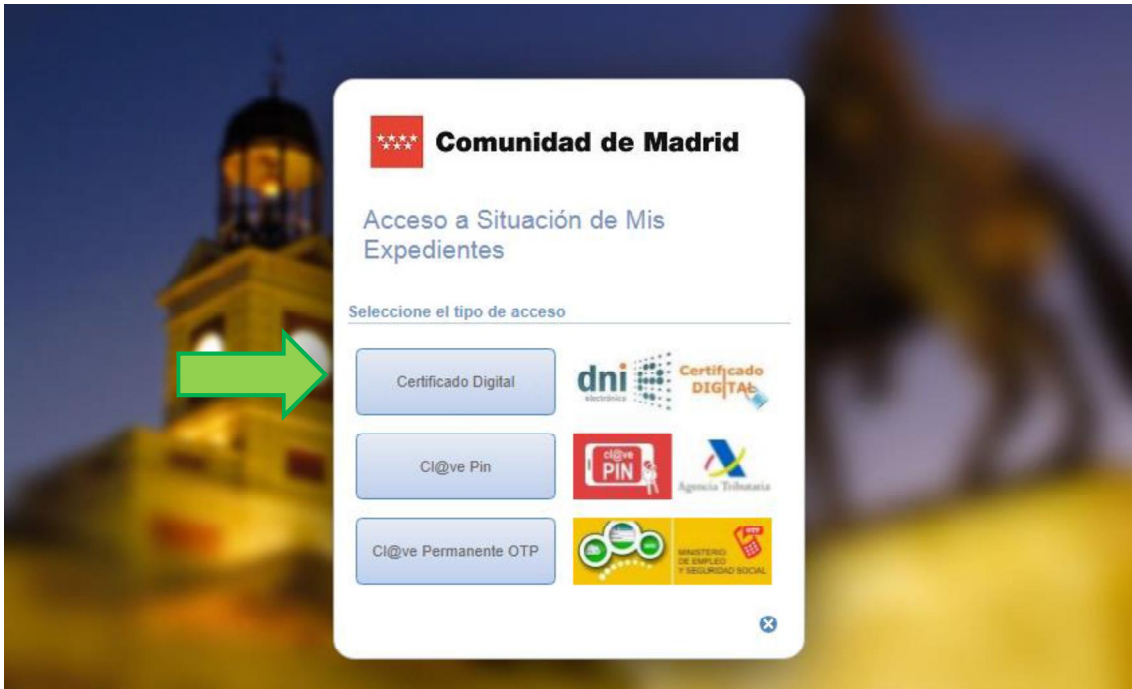 Comunidad de Madrid
Acceso a Situación de Mis
Expedientes
Seleccione el tipo de acceso
Certificado Digital
dni
electrónico
Certificado
DIGITAL
Cl@ve Pin
cl@ve
PIN
Agencia Tributaria
Cl@ve Permanente OTP
MINISTERIO
DE EMPLEO
Y SEGURIDAD SOCIAL